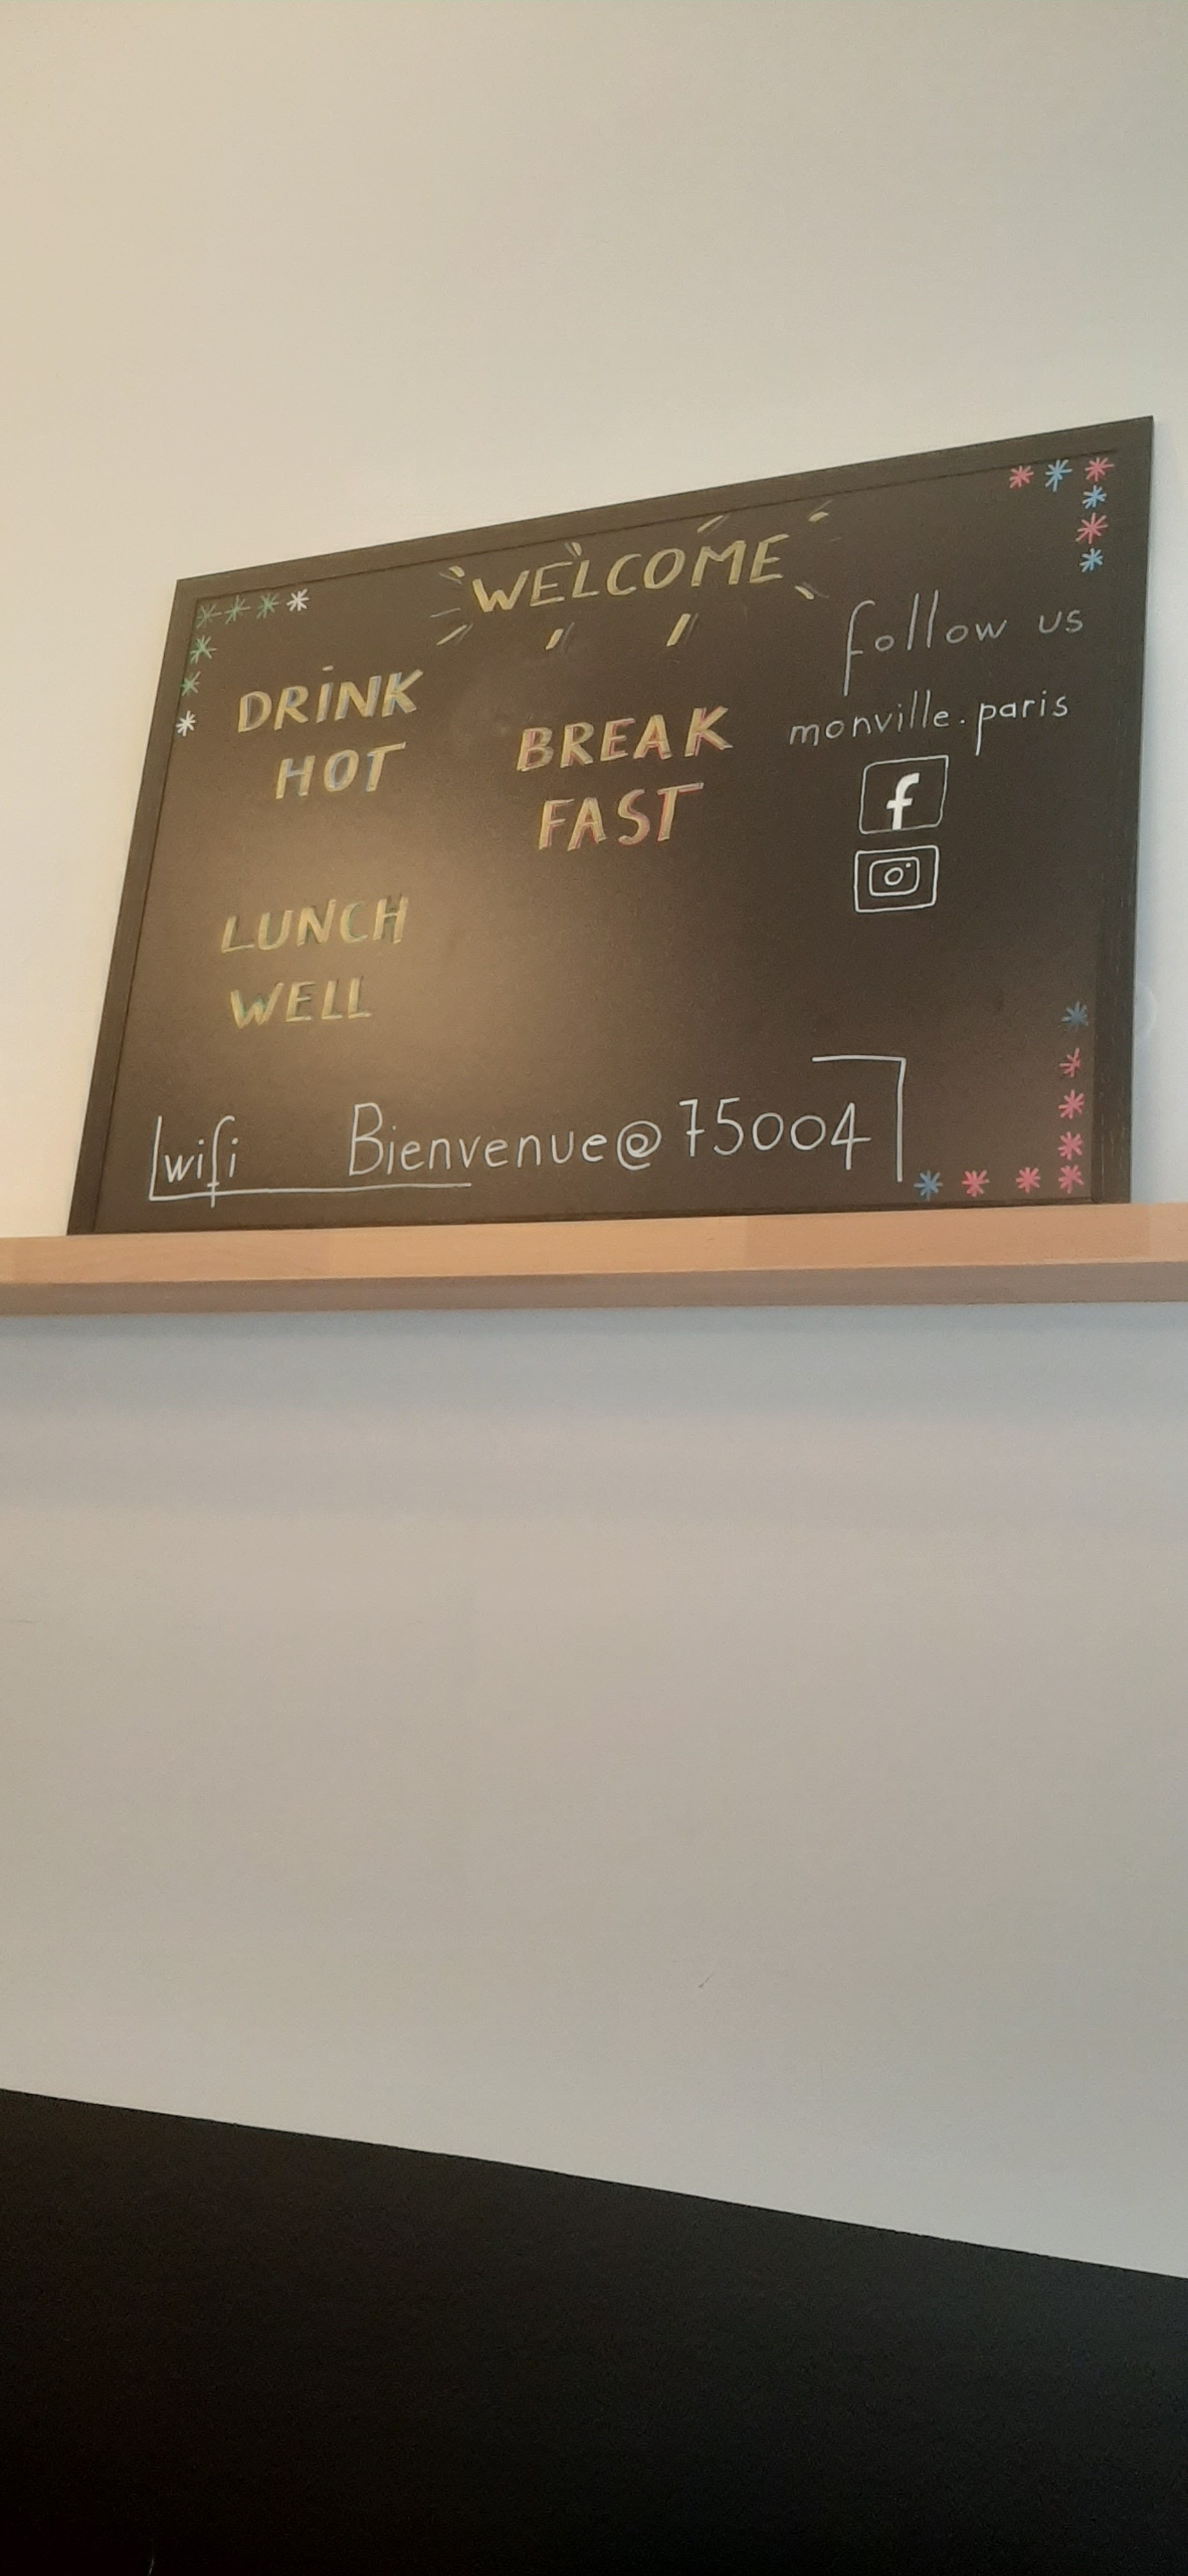 WELCOME
DRINK
HOT
BREAK
FAST
LUNCH
WELL
follow us
monville.paris
f
wifi Bienvenue@75004